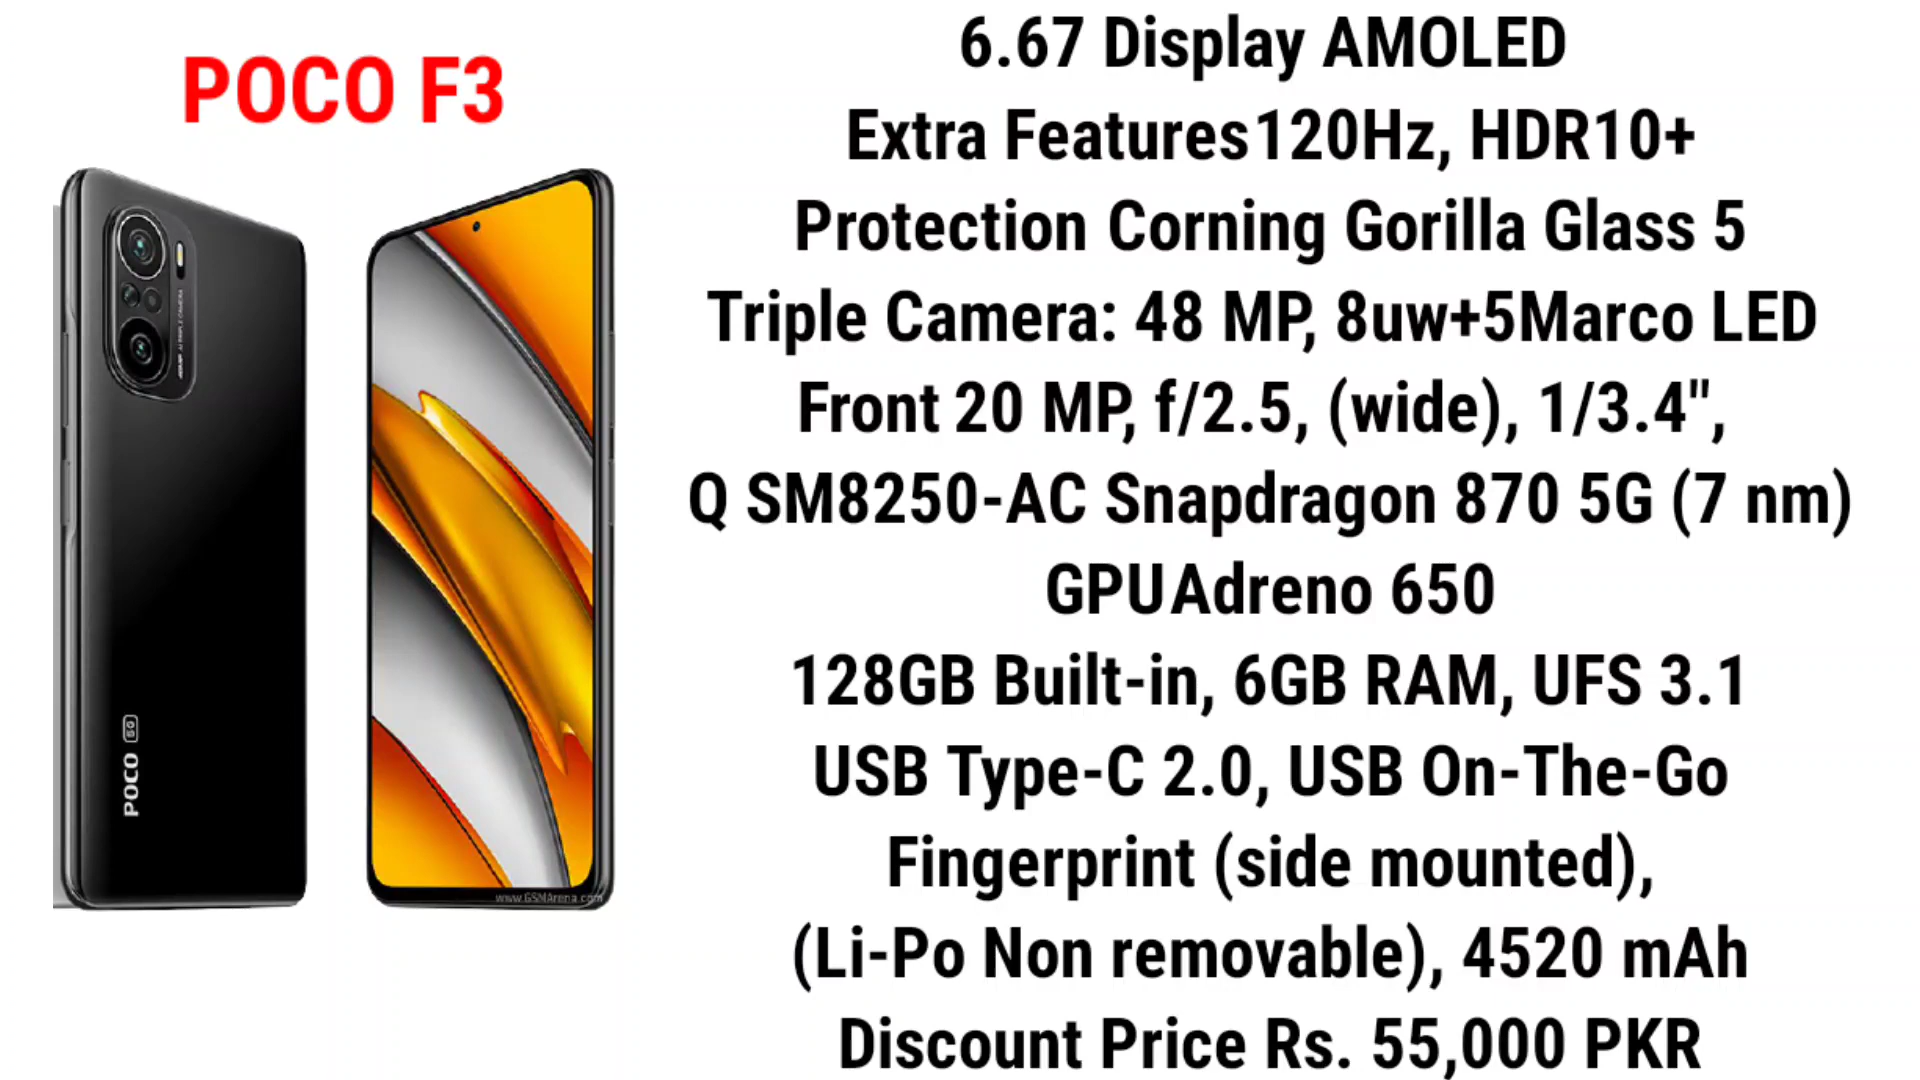 POCO F3
6.67 Display AMOLED
Extra Features120Hz, HDR10+
Protection Corning Gorilla Glass 5
Triple Camera: 48 MP, 8uw+5Marco LED
Front 20 MP, f/2.5, (wide), 1/3.4",
Q SM8250-AC Snapdragon 870 5G (7 nm)
GPUAdreno 650
128GB Built-in, 6GB RAM, UFS 3.1
USB Type-C 2.0, USB On-The-Go
Fingerprint (side mounted),
(Li-Po Non removable), 4520 mAh
Discount Price Rs. 55,000 PKR
POCO 5G
www.GSMArena.com